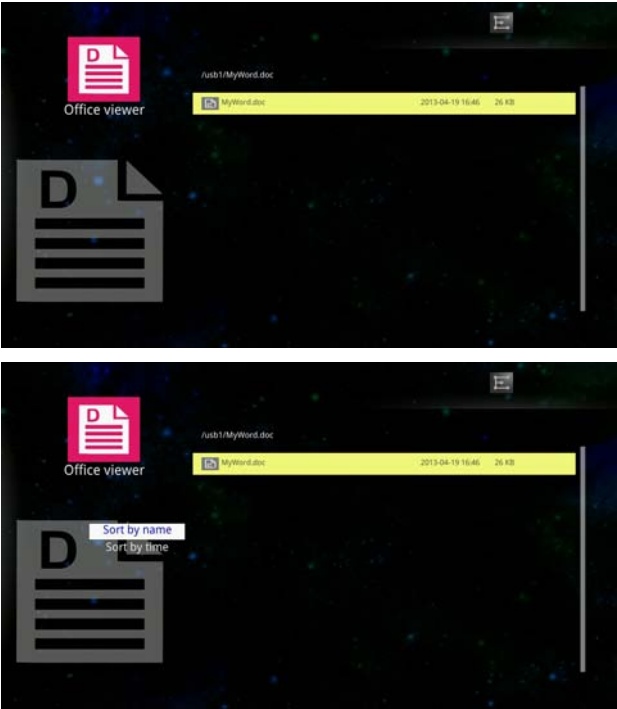 D
/usb1/MyWord.doc
Office viewer
MyWord.doc 2013-04-19 16:46 26 KB
D
D
/usb1/MyWord.doc
Office viewer
MyWord.doc 2013-04-19 16:46 26 KB
Sort by name
Sort by time
D